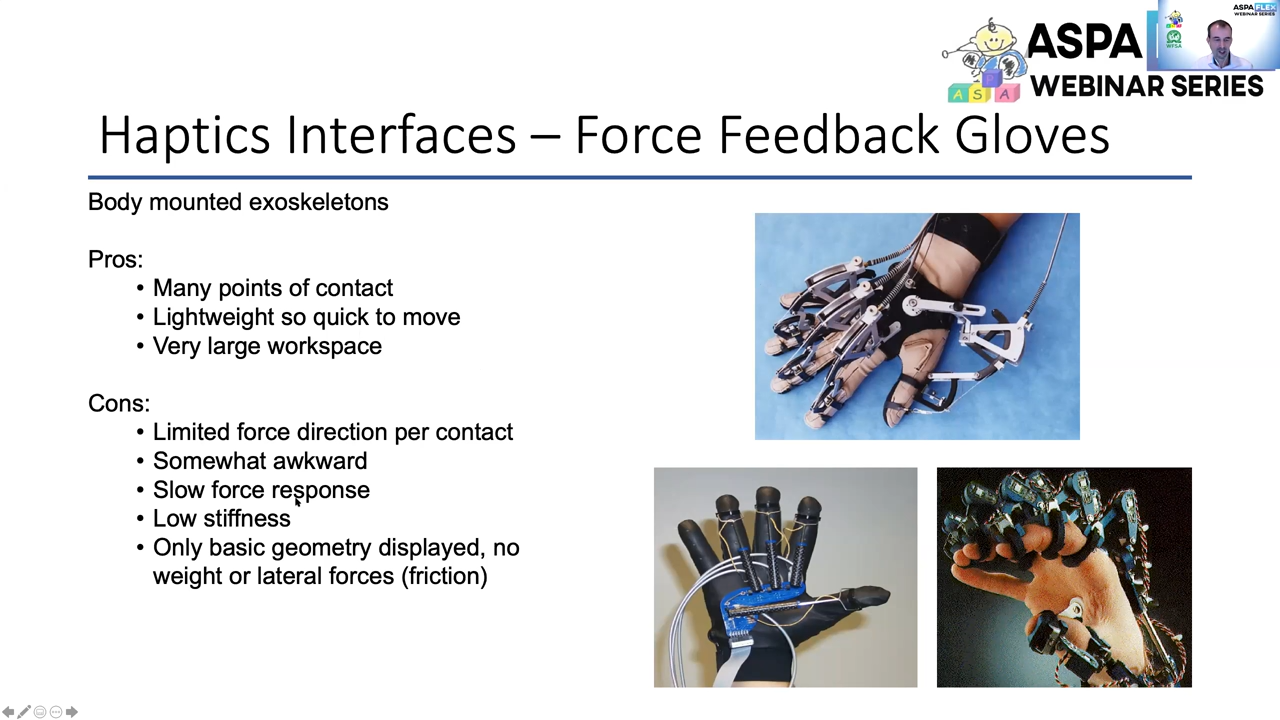 ASPA
WEBINAR SERIES
A S P A
ASPA FLEX
WEBINAR SERIES
WFSA
Haptics Interfaces – Force Feedback Gloves
Body mounted exoskeletons
Pros:
• Many points of contact
• Lightweight so quick to move
• Very large workspace
Cons:
• Limited force direction per contact
• Somewhat awkward
• Slow force response
• Low stiffness
• Only basic geometry displayed, no
weight or lateral forces (friction)